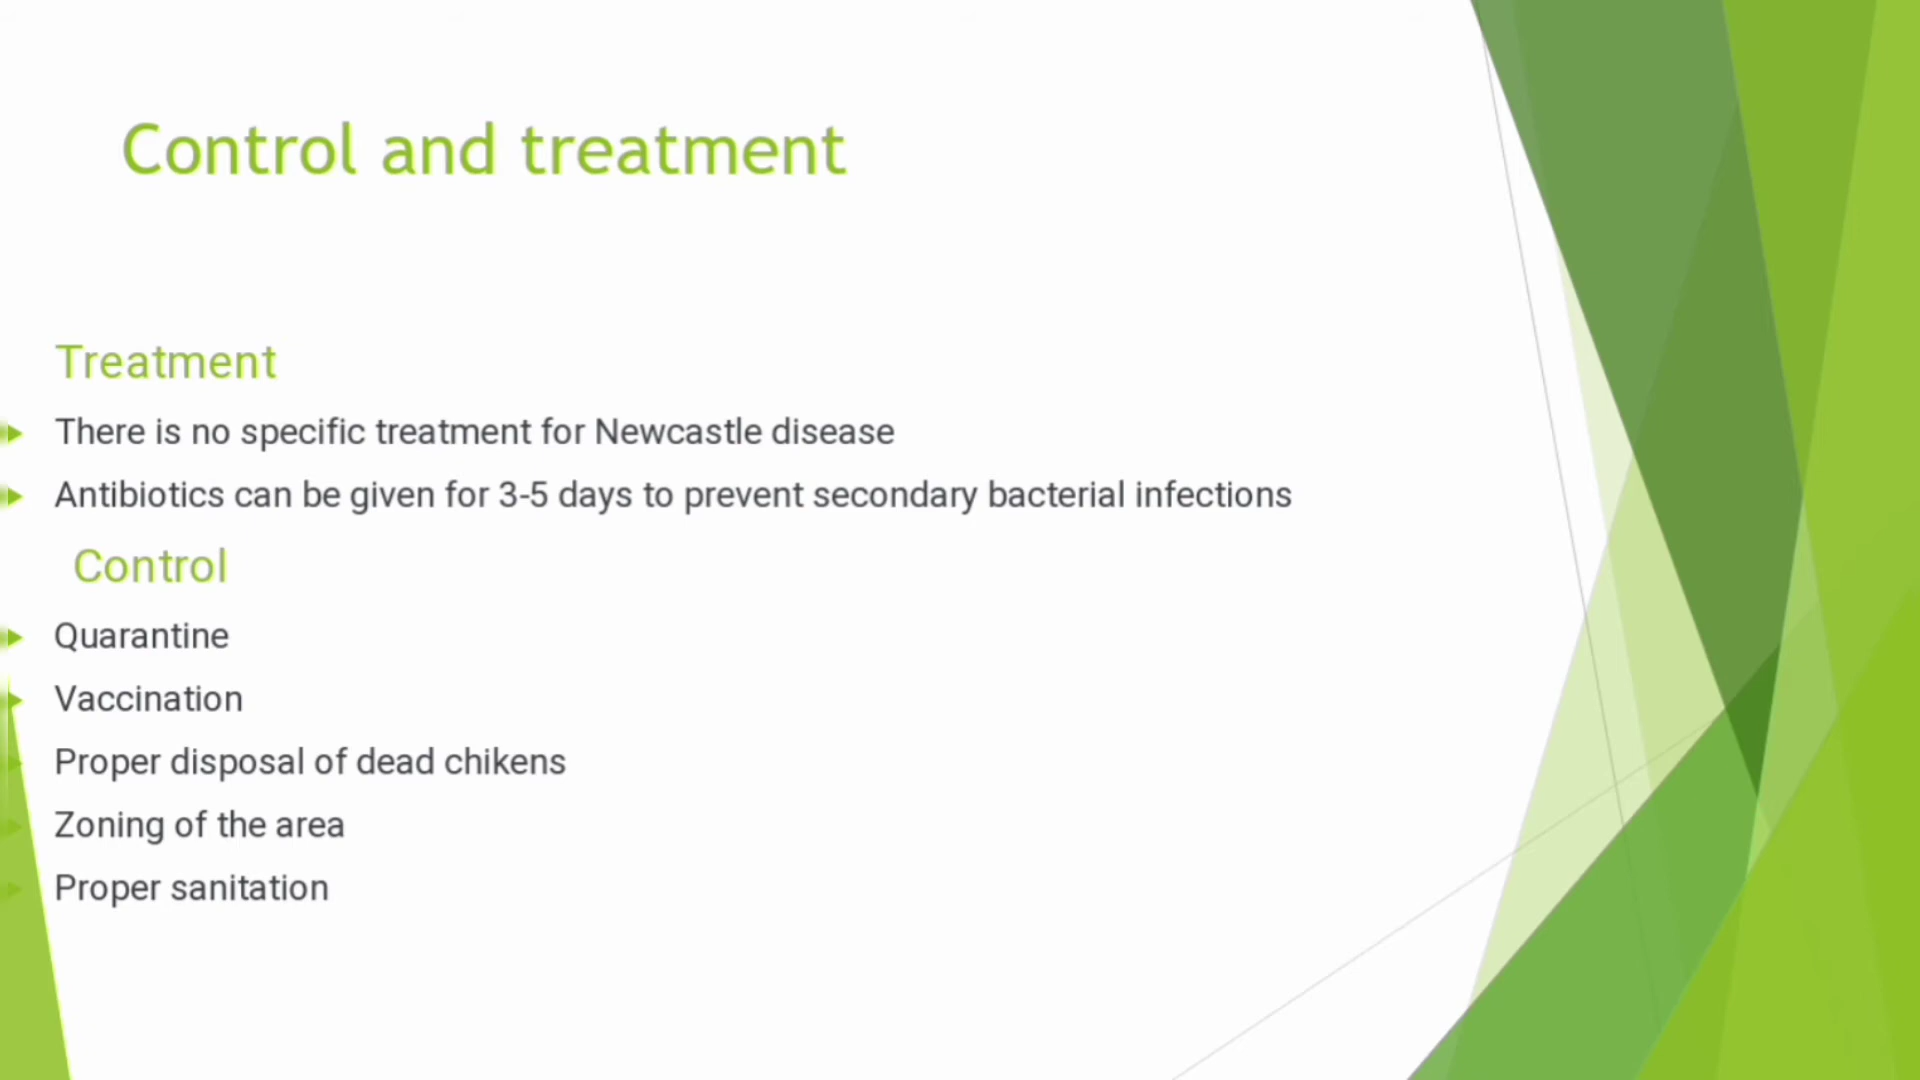 Control and treatment
Treatment
There is no specific treatment for Newcastle disease
Antibiotics can be given for 3-5 days to prevent secondary bacterial infections
Control
Quarantine
Vaccination
Proper disposal of dead chikens
Zoning of the area
Proper sanitation